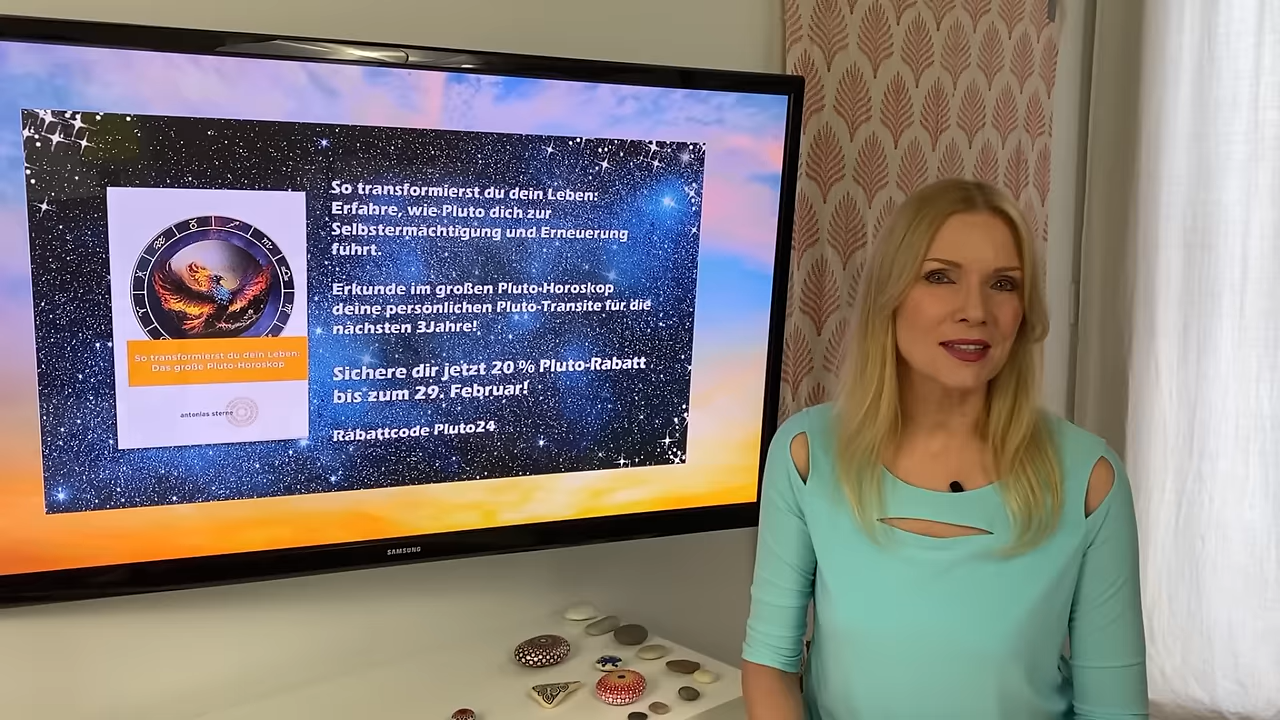 So transformierst du dein Leben:
Erfahre, wie Pluto dich zur
Selbstermächtigung und Erneuerung
führt.
Erkunde im großen Pluto-Horoskop
deine persönlichen Pluto-Transite für die
nächsten 3Jahre!
Sichere dir jetzt 20 % Pluto-Rabatt
bis zum 29. Februar!
Rabattcode Pluto24
So transformierst du dein Leben:
Das große Pluto-Horoskop
antonias sterne
SAMSUNG